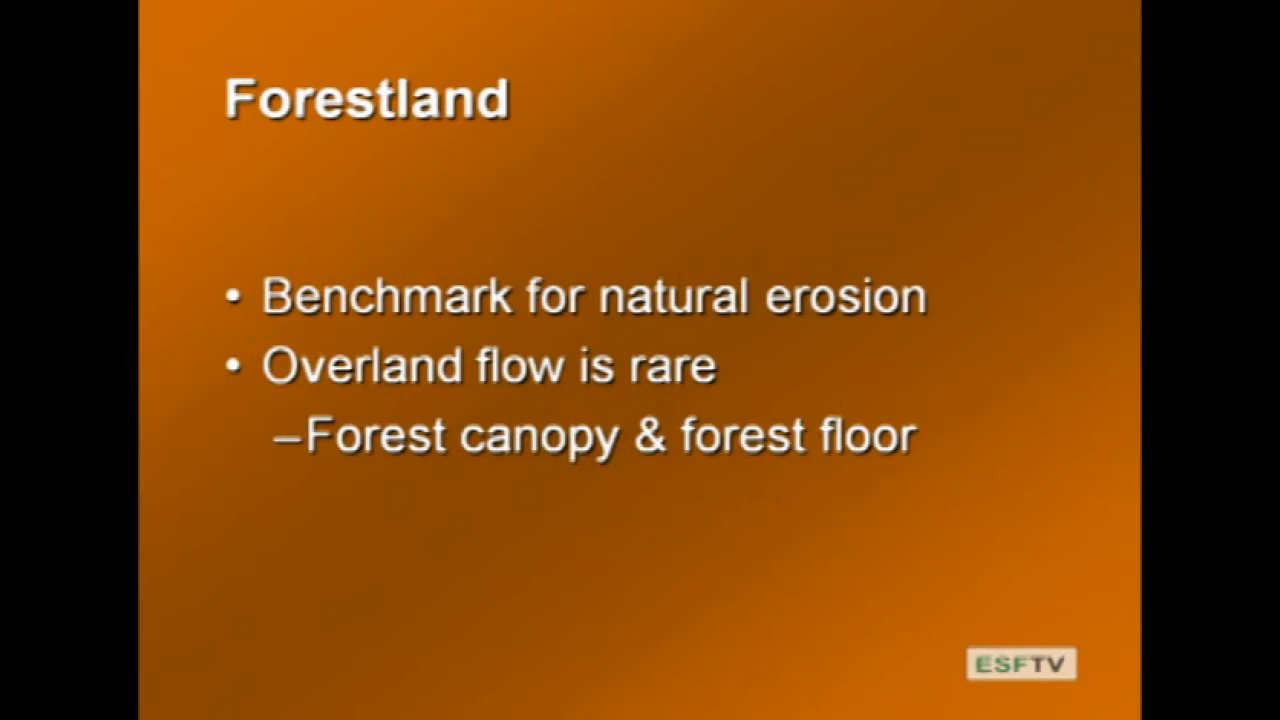 Forestland
• Benchmark for natural erosion
• Overland flow is rare
–Forest canopy & forest floor
ESFTV